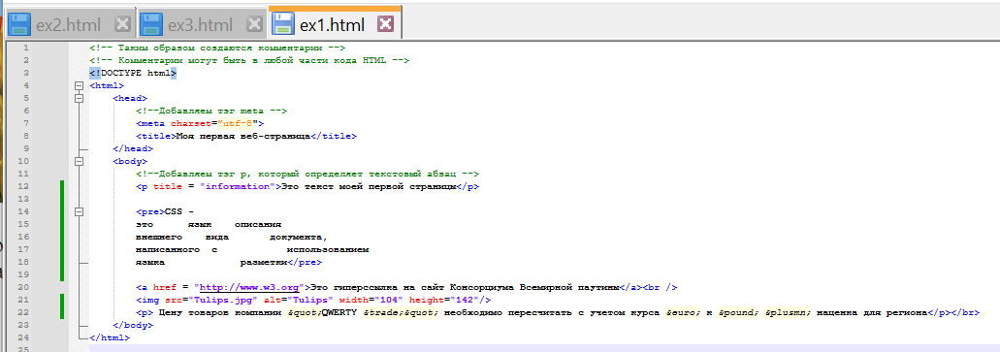 ex2.html ex3.html ex1.html
1 <!-- Таким образом создаются комментарии -->
2 <!-- Комментарии могут быть в любой части кода HTML -->
3 <!DOCTYPE html>
4 <html>
5 <head>
6 <!--Добавляем тэг meta -->
7 <meta charset="utf-8">
8 <title>Моя первая веб-страница</title>
9 </head>
10 <body>
11 <!--Добавляем тэг p, который определяет текстовый абзац -->
12 <p title = "information">Это текст моей первой страницы</p>
13
14 <pre>CSS -
15 это язык описания
16 внешнего вида документа,
17 написанного с использованием
18 языка разметки</pre>
19
20 <a href = "http://www.w3.org">Это гиперссылка на сайт Консорциума Всемирной паутины</a><br />
21 <img src="Tulips.jpg" alt="Tulips" width="104" height="142"/>
22 <p> Цену товаров компании &quot;QWERTY &trade;&quot; необходимо пересчитать с учетом курса &euro; к &pound; &plusmn; наценка для региона</p></br>
23 </body>
24 </html>
25